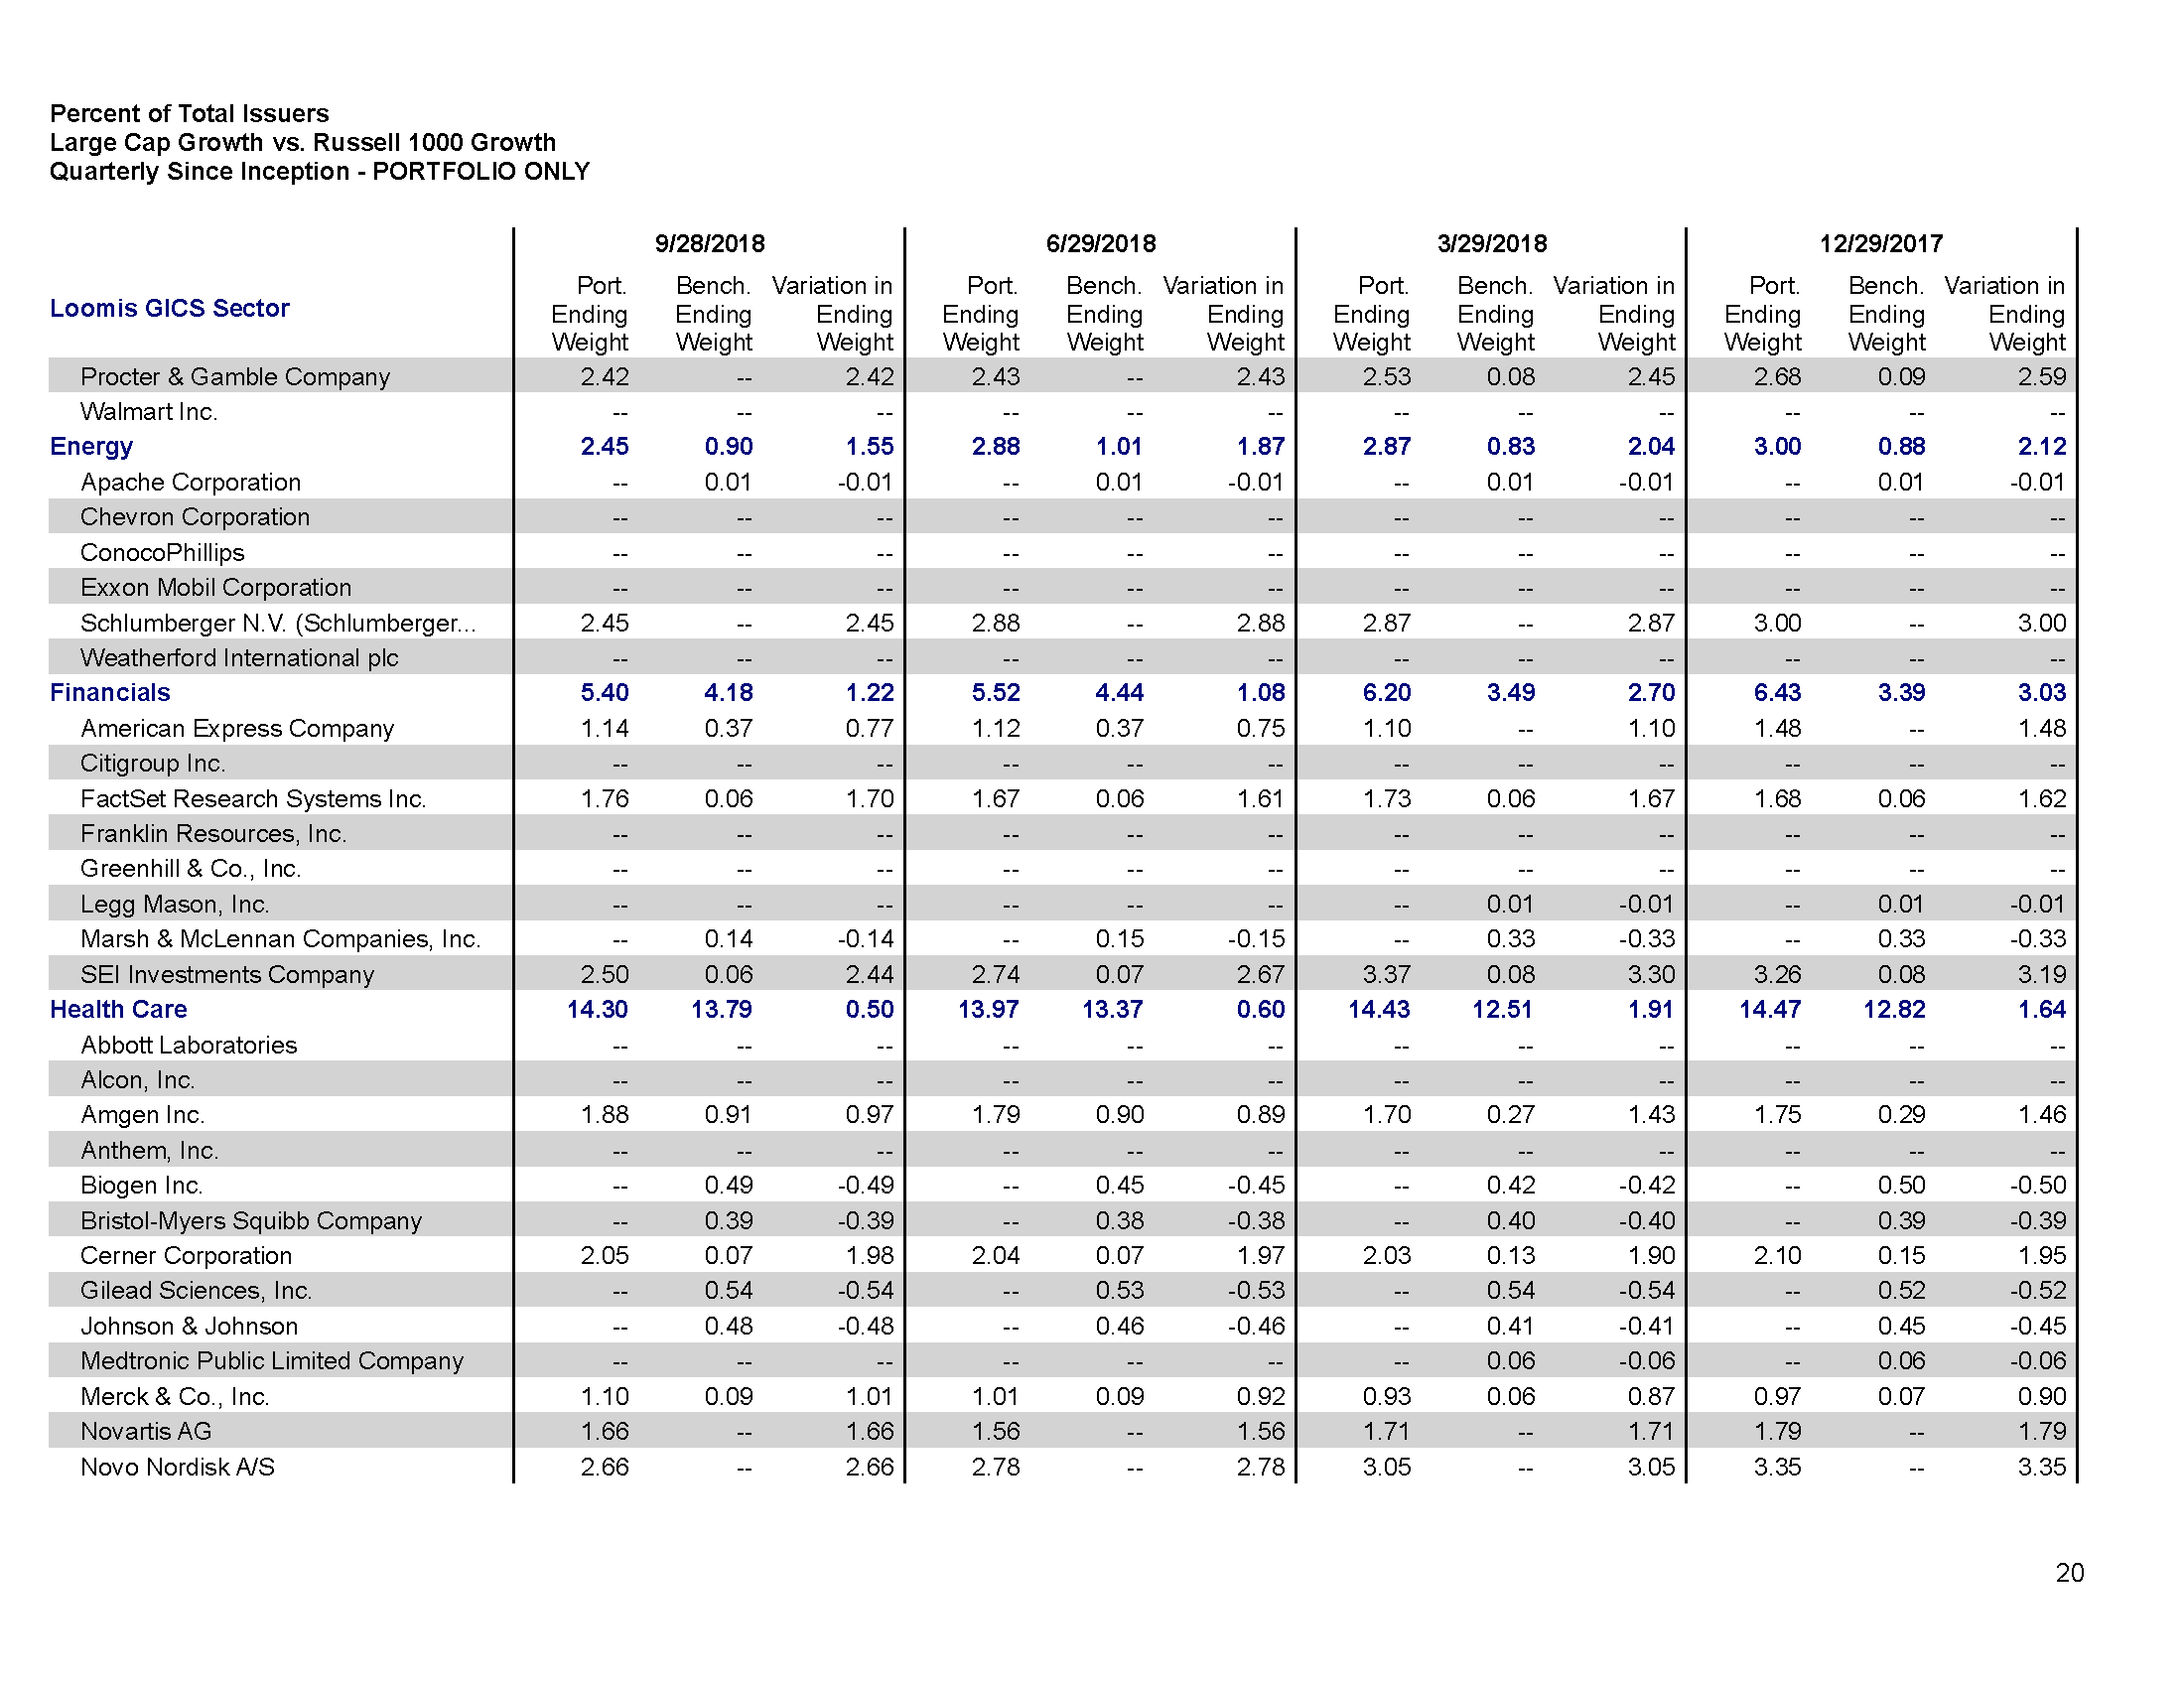 Percent of Total Issuers
Large Cap Growth vs. Russell 1000 Growth
Quarterly Since Inception - PORTFOLIO ONLY
9/28/2018 6/29/2018 3/29/2018 12/29/2017
Loomis GICS Sector
Port. Bench. Variation in Port. Bench. Variation in Port. Bench. Variation in Port. Bench. Variation in
Ending Ending Ending Ending Ending Ending Ending Ending Ending Ending Ending Ending
Weight Weight Weight Weight Weight Weight Weight Weight Weight Weight Weight Weight
Procter & Gamble Company 2.42 -- 2.42 2.43 -- 2.43 2.53 0.08 2.45 2.68 0.09 2.59
Walmart Inc. -- -- -- -- -- -- -- -- -- -- -- --
Energy 2.45 0.90 1.55 2.88 1.01 1.87 2.87 0.83 2.04 3.00 0.88 2.12
Apache Corporation -- 0.01 -0.01 -- 0.01 -0.01 -- 0.01 -0.01 -- 0.01 -0.01
Chevron Corporation -- -- -- -- -- -- -- -- -- -- -- --
ConocoPhillips -- -- -- -- -- -- -- -- -- -- -- --
Exxon Mobil Corporation -- -- -- -- -- -- -- -- -- -- -- --
Schlumberger N.V. (Schlumberger... 2.45 -- 2.45 2.88 -- 2.88 2.87 -- 2.87 3.00 -- 3.00
Weatherford International plc -- -- -- -- -- -- -- -- -- -- -- --
Financials 5.40 4.18 1.22 5.52 4.44 1.08 6.20 3.49 2.70 6.43 3.39 3.03
American Express Company 1.14 0.37 0.77 1.12 0.37 0.75 1.10 -- 1.10 1.48 -- 1.48
Citigroup Inc. -- -- -- -- -- -- -- -- -- -- -- --
FactSet Research Systems Inc. 1.76 0.06 1.70 1.67 0.06 1.61 1.73 0.06 1.67 1.68 0.06 1.62
Franklin Resources, Inc. -- -- -- -- -- -- -- -- -- -- -- --
Greenhill & Co., Inc. -- -- -- -- -- -- -- -- -- -- -- --
Legg Mason, Inc. -- -- -- -- -- -- -- 0.01 -0.01 -- 0.01 -0.01
Marsh & McLennan Companies, Inc. -- 0.14 -0.14 -- 0.15 -0.15 -- 0.33 -0.33 -- 0.33 -0.33
SEI Investments Company 2.50 0.06 2.44 2.74 0.07 2.67 3.37 0.08 3.30 3.26 0.08 3.19
Health Care 14.30 13.79 0.50 13.97 13.37 0.60 14.43 12.51 1.91 14.47 12.82 1.64
Abbott Laboratories -- -- -- -- -- -- -- -- -- -- -- --
Alcon, Inc. -- -- -- -- -- -- -- -- -- -- -- --
Amgen Inc. 1.88 0.91 0.97 1.79 0.90 0.89 1.70 0.27 1.43 1.75 0.29 1.46
Anthem, Inc. -- -- -- -- -- -- -- -- -- -- -- --
Biogen Inc. -- 0.49 -0.49 -- 0.45 -0.45 -- 0.42 -0.42 -- 0.50 -0.50
Bristol-Myers Squibb Company -- 0.39 -0.39 -- 0.38 -0.38 -- 0.40 -0.40 -- 0.39 -0.39
Cerner Corporation 2.05 0.07 1.98 2.04 0.07 1.97 2.03 0.13 1.90 2.10 0.15 1.95
Gilead Sciences, Inc. -- 0.54 -0.54 -- 0.53 -0.53 -- 0.54 -0.54 -- 0.52 -0.52
Johnson & Johnson -- 0.48 -0.48 -- 0.46 -0.46 -- 0.41 -0.41 -- 0.45 -0.45
Medtronic Public Limited Company -- -- -- -- -- -- -- 0.06 -0.06 -- 0.06 -0.06
Merck & Co., Inc. 1.10 0.09 1.01 1.01 0.09 0.92 0.93 0.06 0.87 0.97 0.07 0.90
Novartis AG 1.66 -- 1.66 1.56 -- 1.56 1.71 -- 1.71 1.79 -- 1.79
Novo Nordisk A/S 2.66 -- 2.66 2.78 -- 2.78 3.05 -- 3.05 3.35 -- 3.35
20